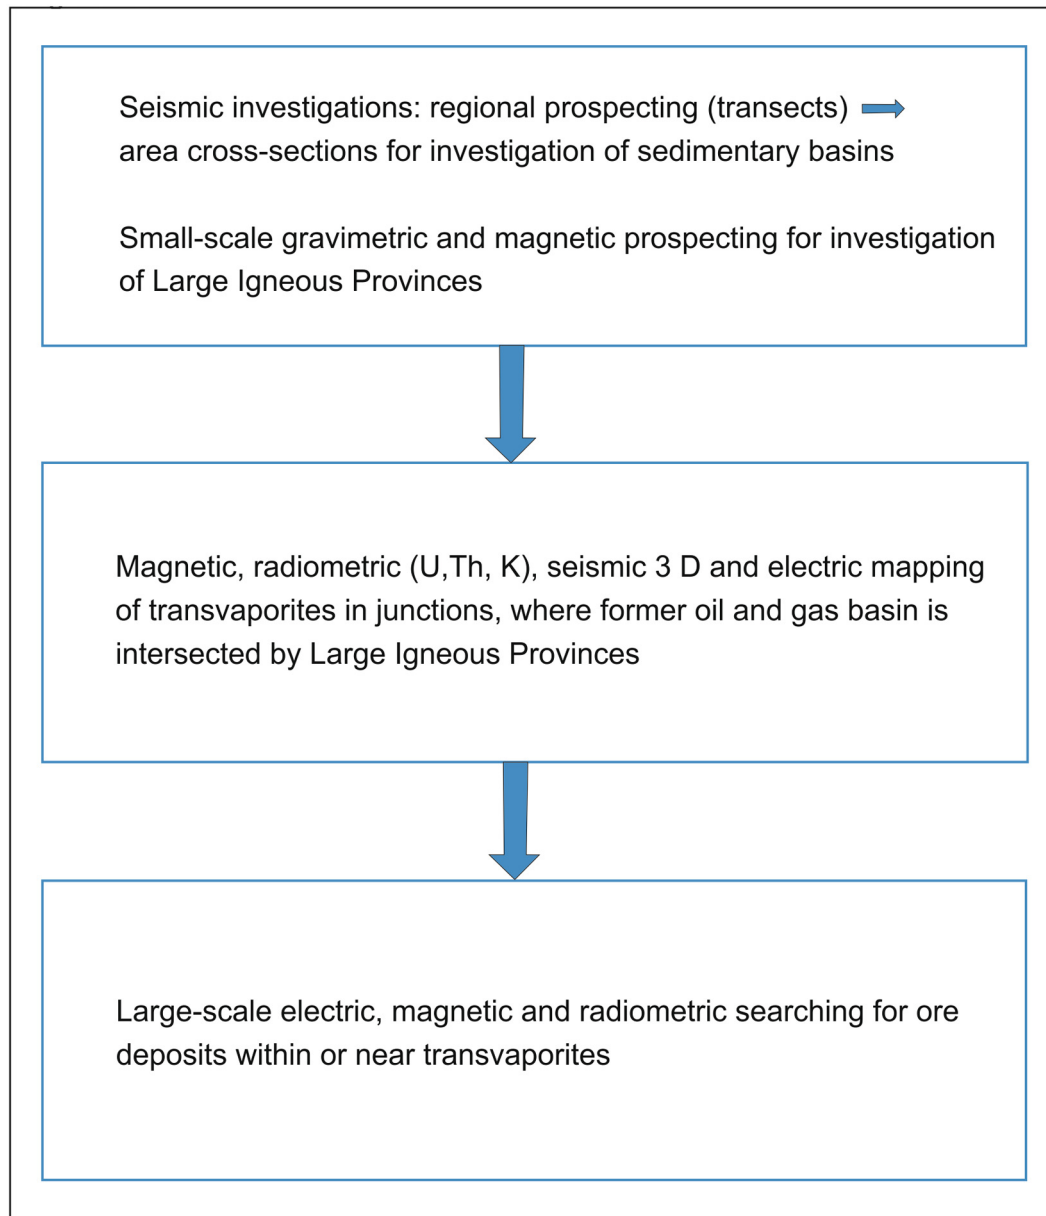 Seismic investigations: regional prospecting (transects)
area cross-sections for investigation of sedimentary basins
Small-scale gravimetric and magnetic prospecting for investigation
of Large Igneous Provinces
Magnetic, radiometric (U,Th, K), seismic 3 D and electric mapping
of transvaporites in junctions, where former oil and gas basin is
intersected by Large Igneous Provinces
Large-scale electric, magnetic and radiometric searching for ore
deposits within or near transvaporites